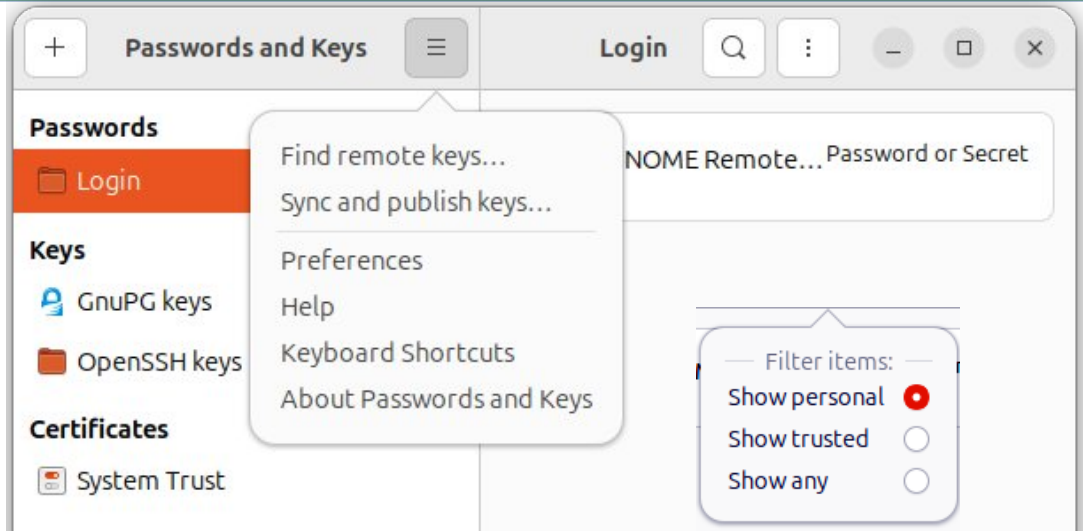 Passwords and Keys
Login
Passwords
Login
Keys
GnuPG keys
OpenSSH keys
Certificates
System Trust
Find remote keys...
Sync and publish keys...
Preferences
Help
Keyboard Shortcuts
About Passwords and Keys
NOME Remote... Password or Secret
Filter items:
Show personal
Show trusted
Show any